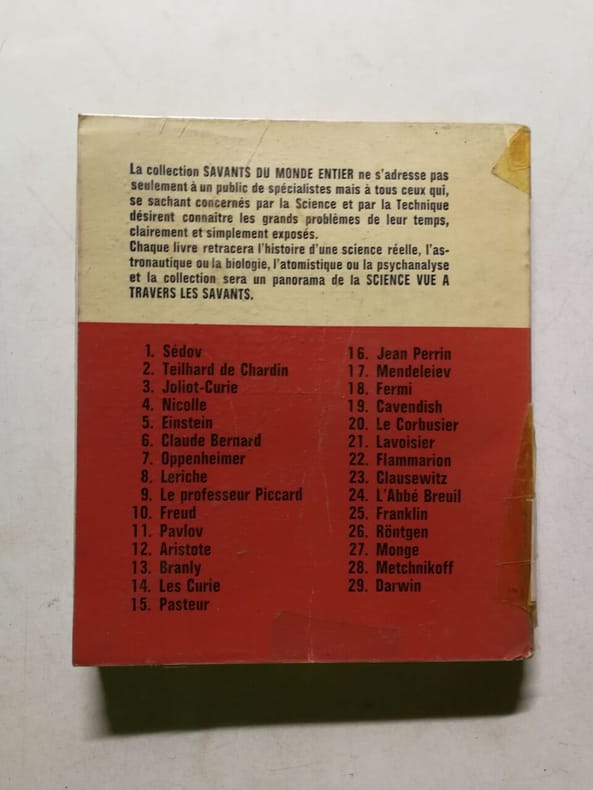 La collection SAVANTS DU MONDE ENTIER ne s'adresse pas
seulement à un public de spécialistes mais à tous ceux qui,
se sachant concernés par la Science et par la Technique
désirent connaître les grands problèmes de leur temps,
clairement et simplement exposés.
Chaque livre retracera l'histoire d'une science réelle, l'as-
tronautique ou la biologie, l'atomistique ou la psychanalyse
et la collection sera un panorama de la SCIENCE VUE A
TRAVERS LES SAVANTS.
1. Sédov
2. Teilhard de Chardin
3. Joliot-Curie
4. Nicolle
5. Einstein
6. Claude Bernard
7. Oppenheimer
8. Leriche
9. Le professeur Piccard
10. Freud
11. Pavlov
12. Aristote
13. Branly
14. Les Curie
15. Pasteur
16. Jean Perrin
17. Mendeleiev
18. Fermi
19. Cavendish
20. Le Corbusier
21. Lavoisier
22. Flammarion
23. Clausewitz
24. L'Abbé Breuil
25. Franklin
26. Röntgen
27. Monge
28. Metchnikoff
29. Darwin